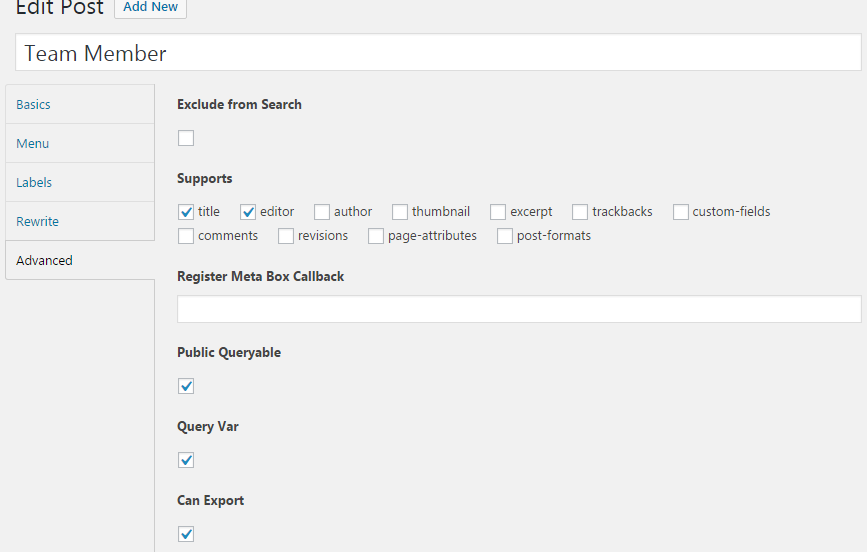 Edit Post Add New
Team Member
Basics
Menu
Labels
Rewrite
Advanced
Exclude from Search
Supports
title editor author thumbnail excerpt trackbacks custom-fields
comments revisions page-attributes post-formats
Register Meta Box Callback
Public Queryable
Query Var
Can Export